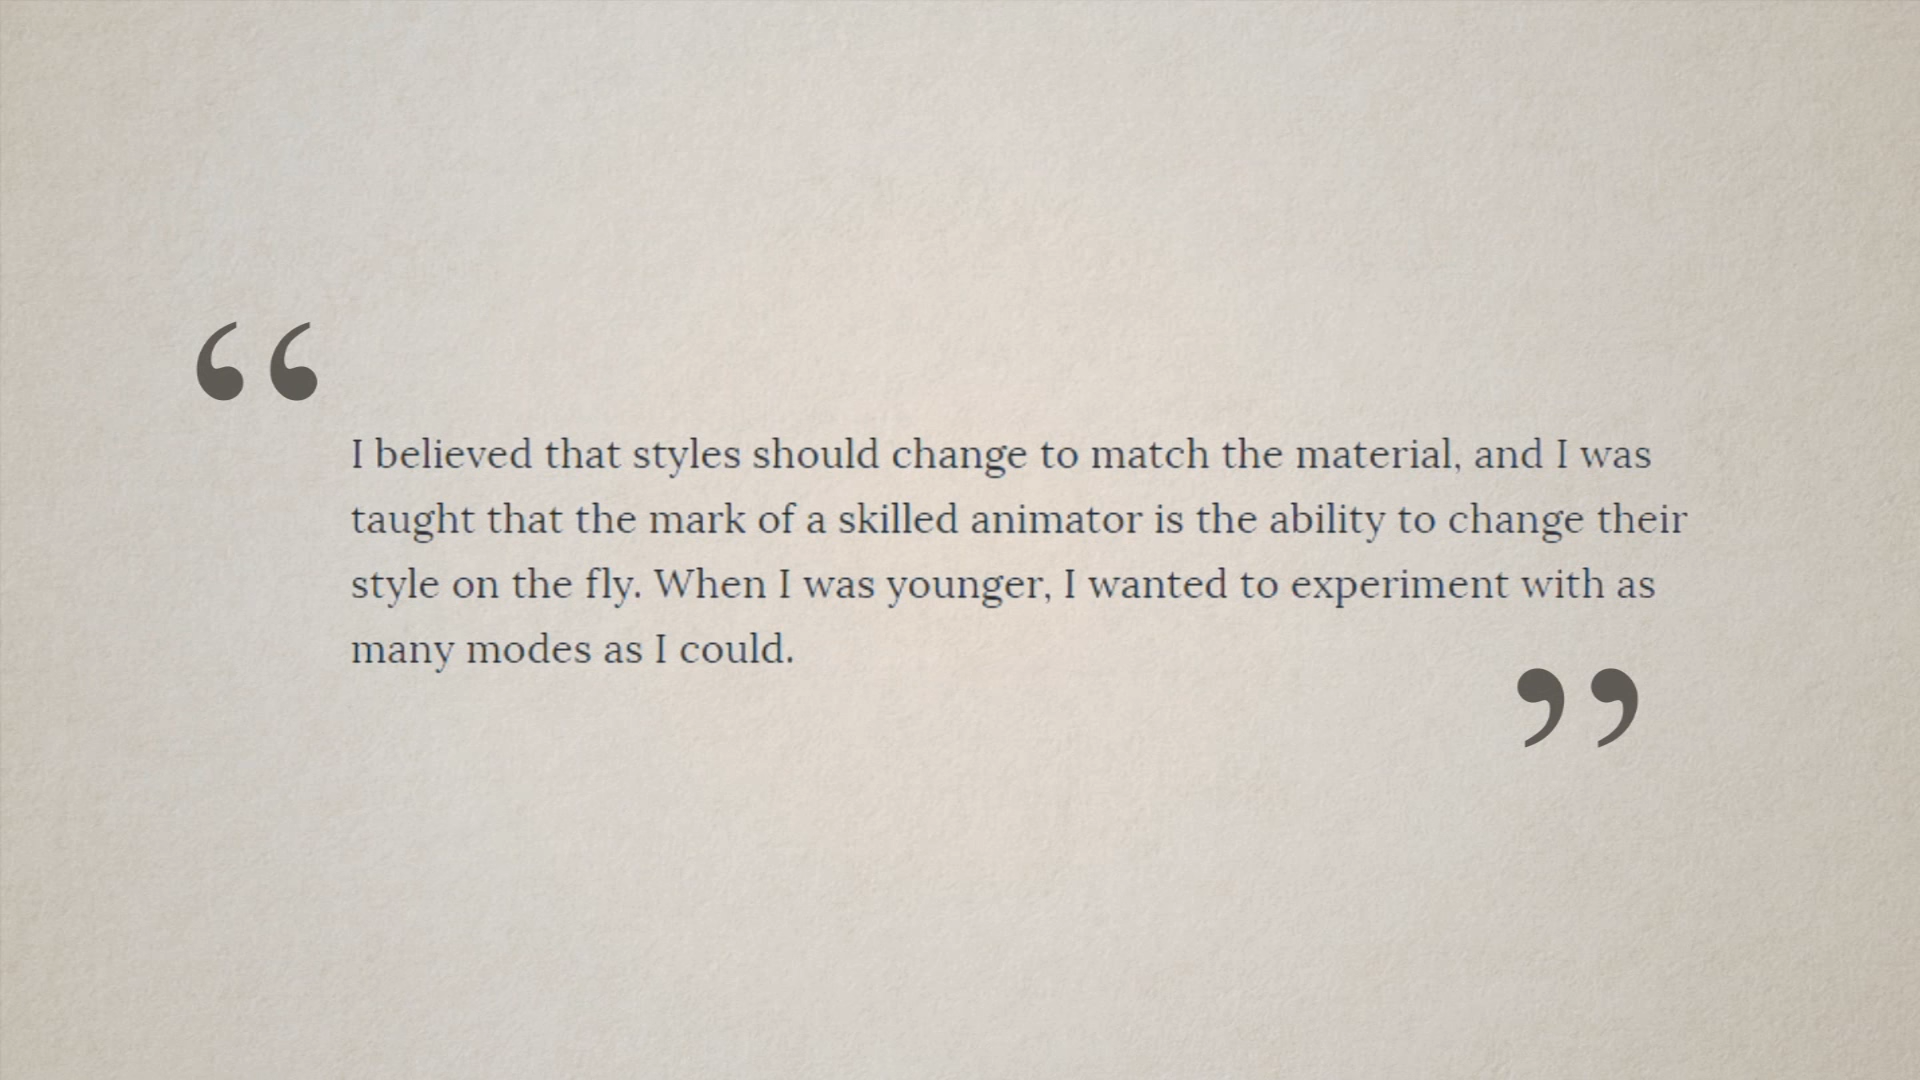 “
I believed that styles should change to match the material, and I was
taught that the mark of a skilled animator is the ability to change their
style on the fly. When I was younger, I wanted to experiment with as
many modes as I could.
”